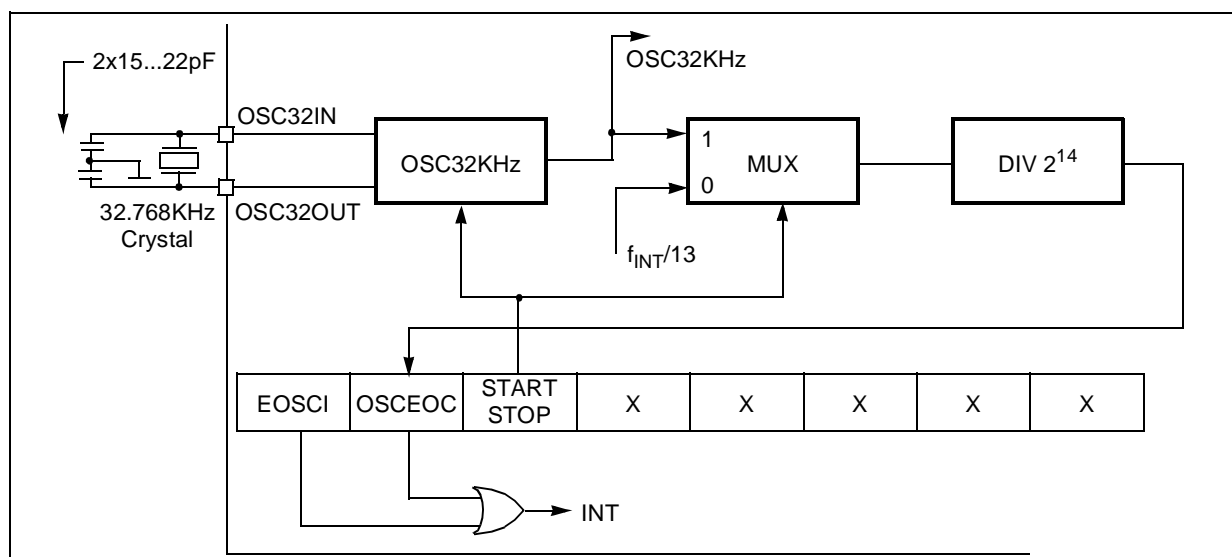 2x15...22pF
OSC32KHz
OSC32IN
OSC32KHz
1
MUX
0
DIV 2^14
32.768KHz
Crystal
OSC32OUT
fINT/13
EOSCI
OSCEOC
START
STOP
X
X
X
X
X
INT